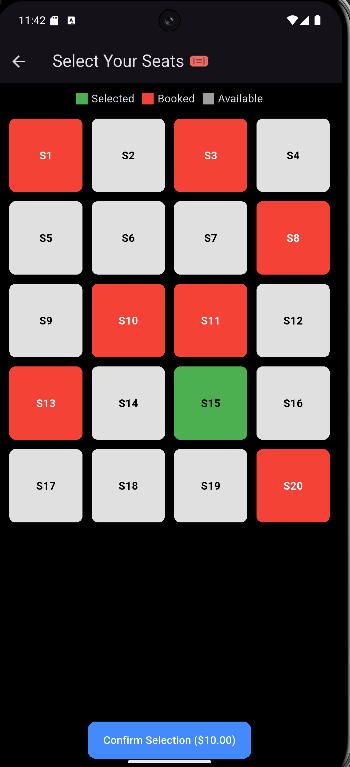 11:42
Select Your Seats
Selected Booked Available
S1 S2 S3 S4
S5 S6 S7 S8
S9 S10 S11 S12
S13 S14 S15 S16
S17 S18 S19 S20
Confirm Selection ($10.00)